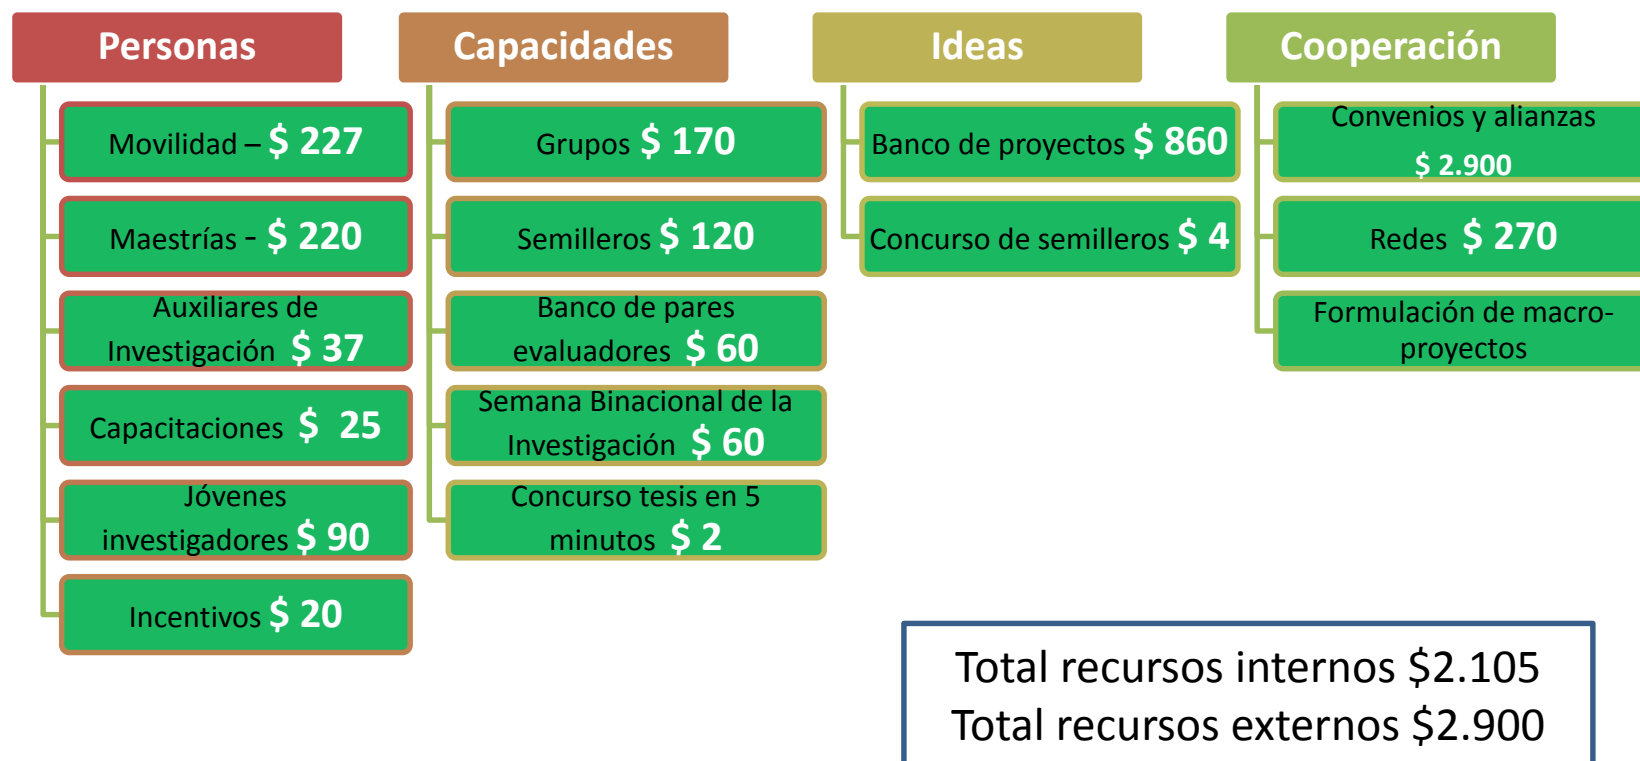 Personas
Movilidad – $ 227
Maestrías - $ 220
Auxiliares de
Investigación $ 37
Capacitaciones $ 25
Jóvenes
investigadores $ 90
Incentivos $ 20
Capacidades
Grupos $ 170
Semilleros $ 120
Banco de pares
evaluadores $ 60
Semana Binacional de la
Investigación $ 60
Concurso tesis en 5
minutos $ 2
Ideas
Banco de proyectos $ 860
Concurso de semilleros $ 4
Cooperación
Convenios y alianzas
$ 2.900
Redes $ 270
Formulación de macro-
proyectos
Total recursos internos $2.105
Total recursos externos $2.900